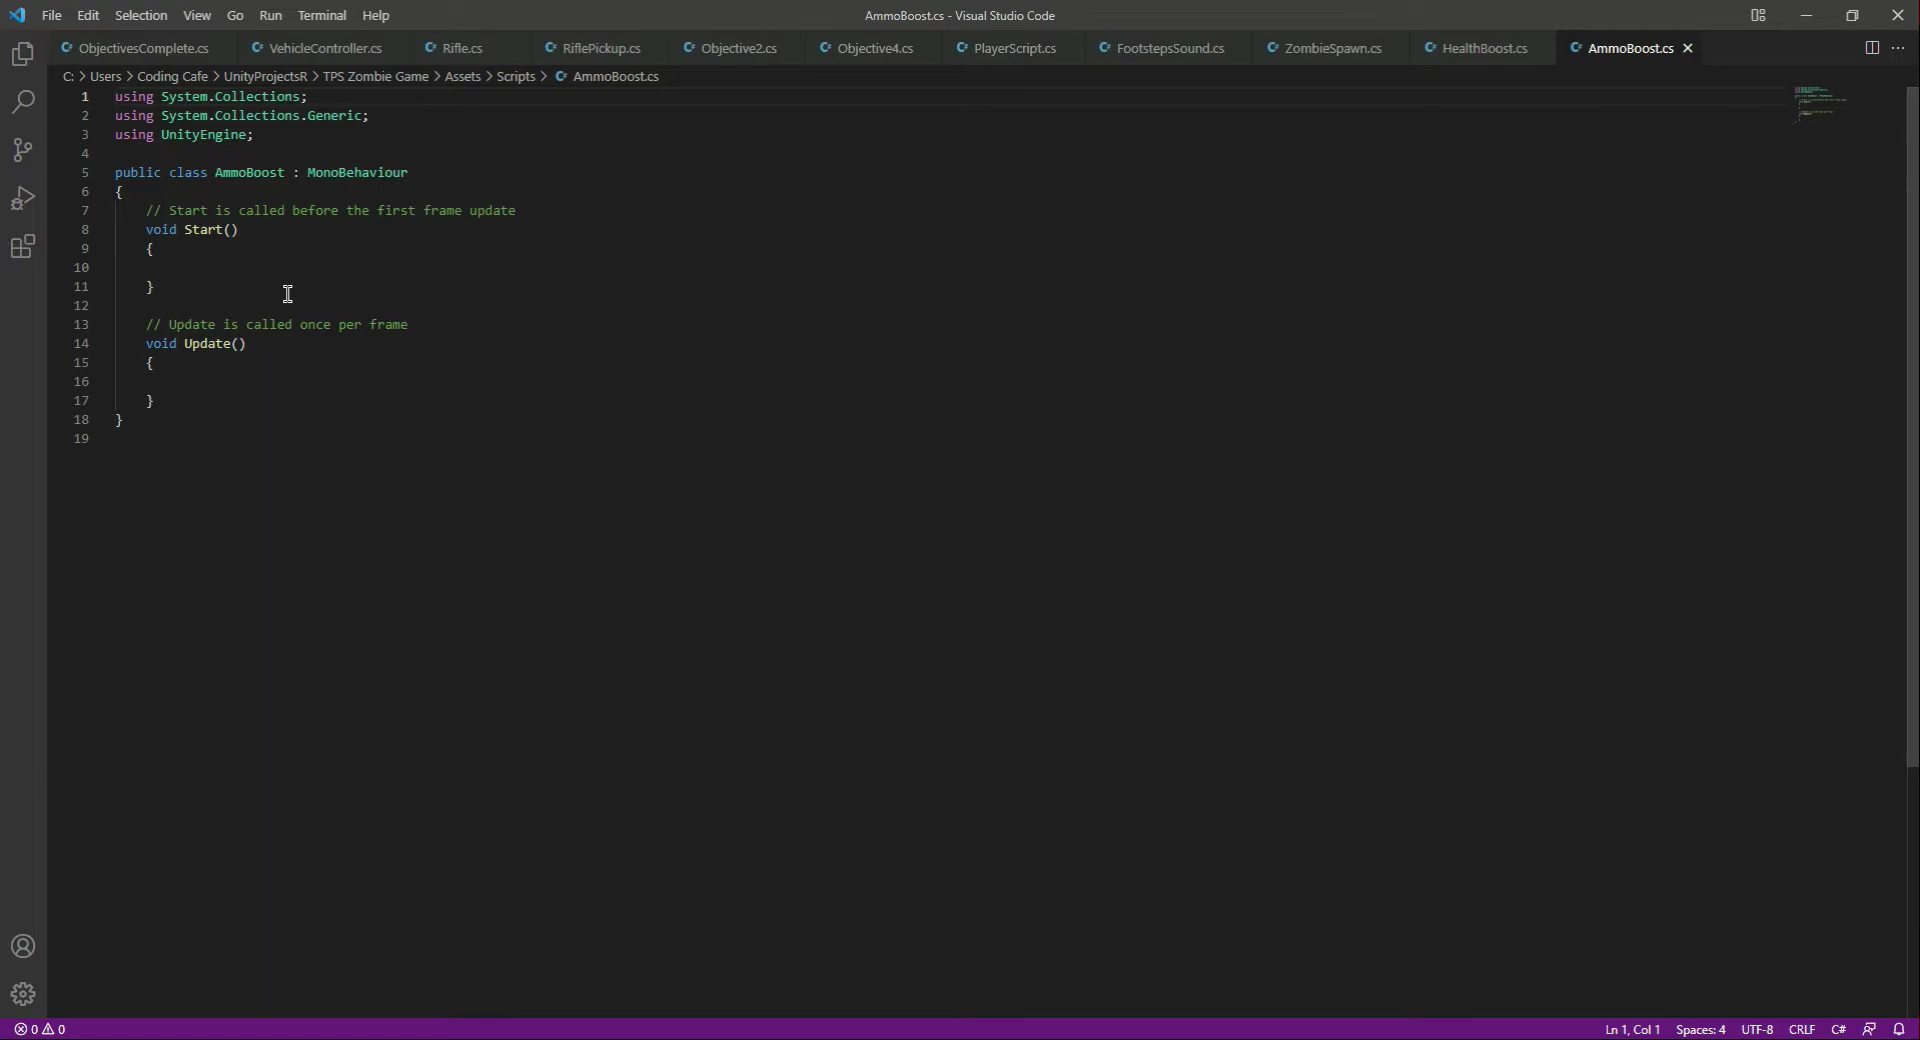 File Edit Selection View Go Run Terminal Help AmmoBoost.cs - Visual Studio Code
ObjectivesComplete.cs VehicleController.cs Rifle.cs RiflePickup.cs Objective2.cs Objective4.cs PlayerScript.cs FootstepsSound.cs ZombieSpawn.cs HealthBoost.cs AmmoBoost.cs
C: > Users > Coding Cafe > UnityProjectsR > TPS Zombie Game > Assets > Scripts > AmmoBoost.cs
1 using System.Collections;
2 using System.Collections.Generic;
3 using UnityEngine;
4
5 public class AmmoBoost : MonoBehaviour
6 {
7 // Start is called before the first frame update
8 void Start()
9 {
10
11 }
12
13 // Update is called once per frame
14 void Update()
15 {
16
17 }
18 }
19
0 0 Ln 1, Col 1 Spaces: 4 UTF-8 CRLF C#